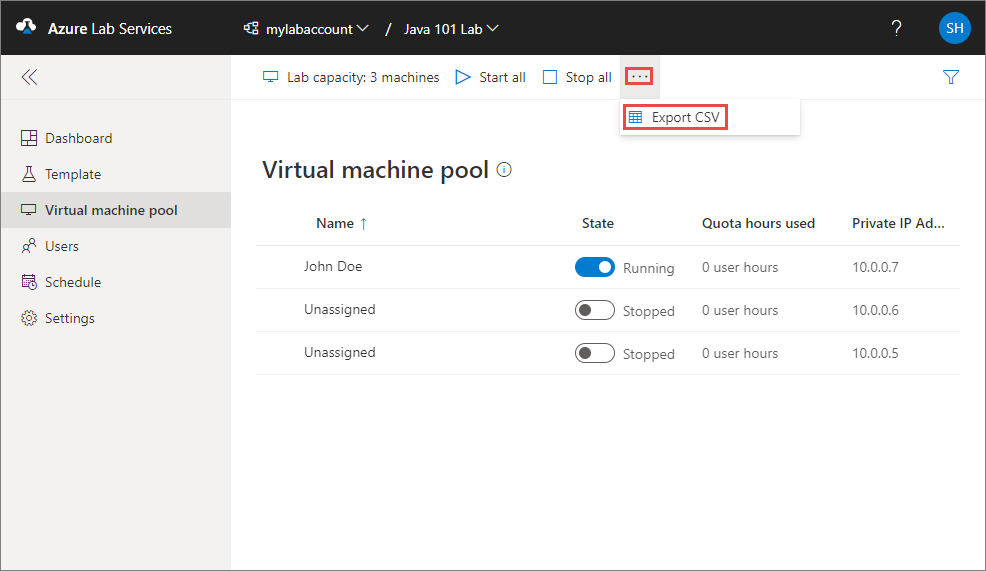 Azure Lab Services mylabaccount / Java 101 Lab ? SH
Lab capacity: 3 machines Start all Stop all ...
Export CSV
Dashboard
Template
Virtual machine pool
Users
Schedule
Settings
Virtual machine pool
Name ↑ State Quota hours used Private IP Ad...
John Doe Running 0 user hours 10.0.0.7
Unassigned Stopped 0 user hours 10.0.0.6
Unassigned Stopped 0 user hours 10.0.0.5